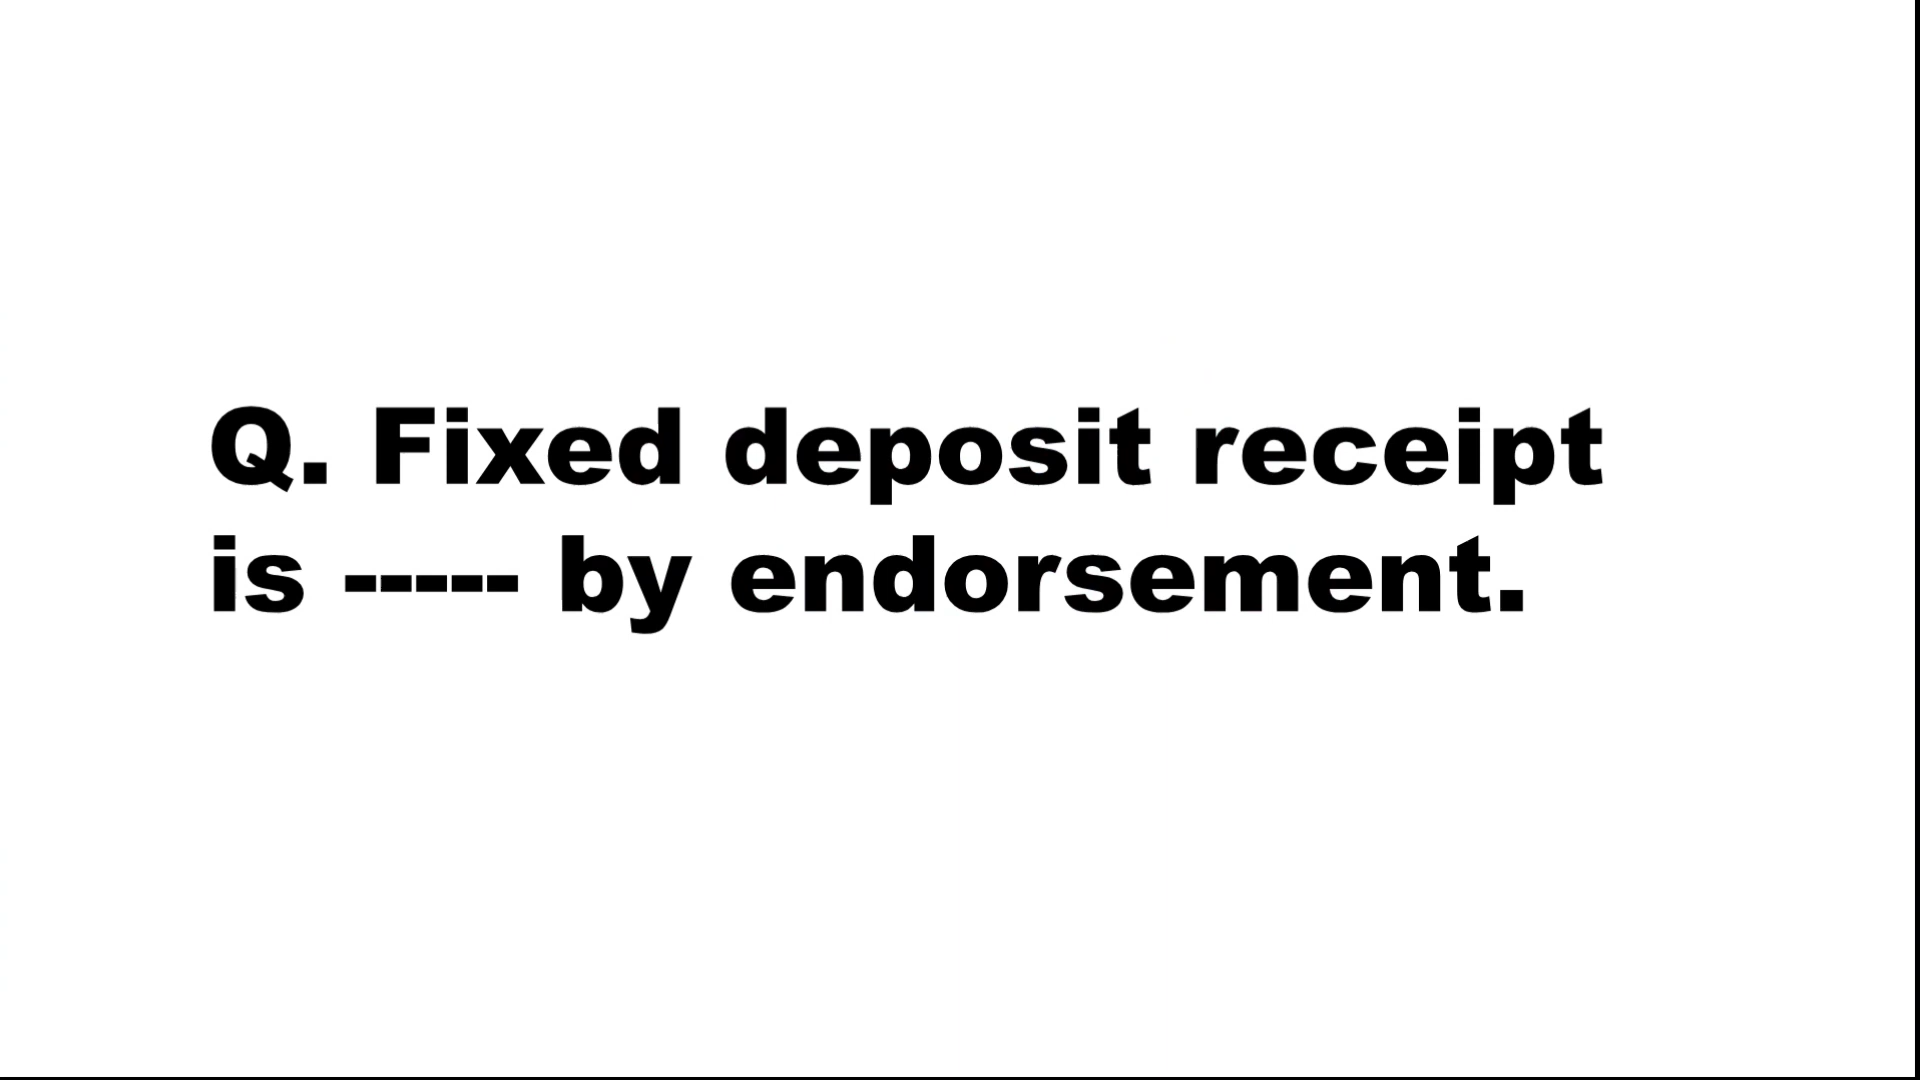 Q. Fixed deposit receipt
is ----- by endorsement.